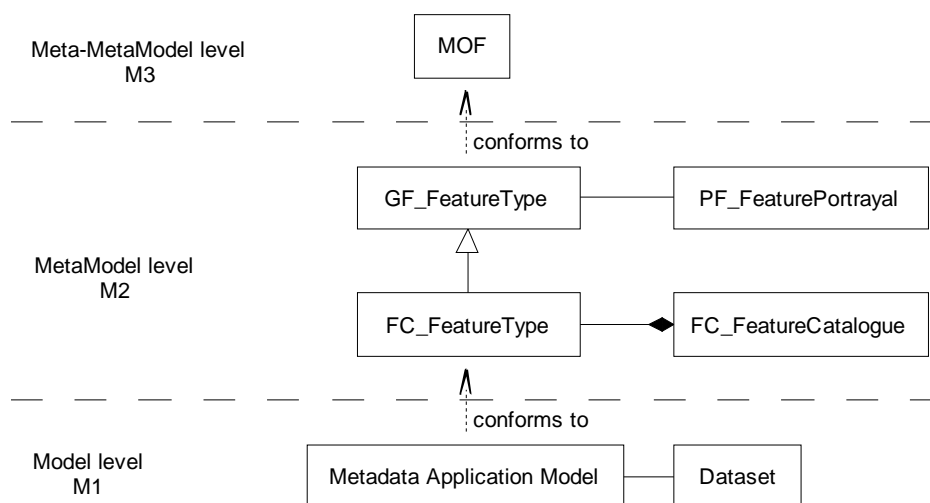 Meta-MetaModel level
M3
MOF
conforms to
GF_FeatureType
PF_FeaturePortrayal
MetaModel level
M2
FC_FeatureType
FC_FeatureCatalogue
conforms to
Model level
M1
Metadata Application Model
Dataset